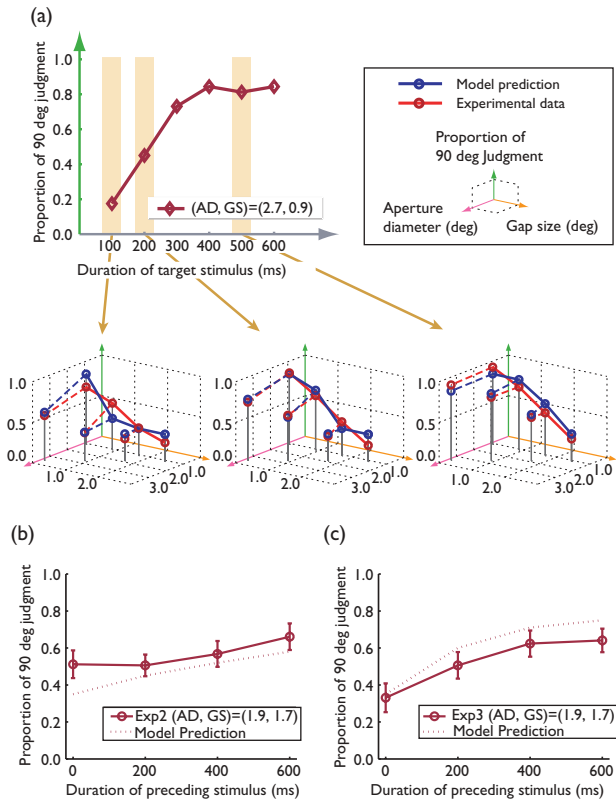 (a)
Proportion of 90 deg judgment
1.0
0.8
0.6
0.4
0.2
0.0
(AD, GS)=(2.7, 0.9)
100 200 300 400 500 600
Duration of target stimulus (ms)
Model prediction
Experimental data
Proportion of
90 deg Judgment
Aperture
diameter (deg)
Gap size (deg)
1.0
0.5
0.0
1.0
2.0
3.0
2.0
1.0
1.0
0.5
0.0
1.0
2.0
3.0
2.0
1.0
1.0
0.5
0.0
1.0
2.0
3.0
2.0
1.0
(b)
Proportion of 90 deg judgment
1.0
0.8
0.6
0.4
0.2
0
Exp2 (AD, GS)=(1.9, 1.7)
Model Prediction
0 200 400 600
Duration of preceding stimulus (ms)
(c)
Proportion of 90 deg judgment
1.0
0.8
0.6
0.4
0.2
0
Exp3 (AD, GS)=(1.9, 1.7)
Model Prediction
0 200 400 600
Duration of preceding stimulus (ms)